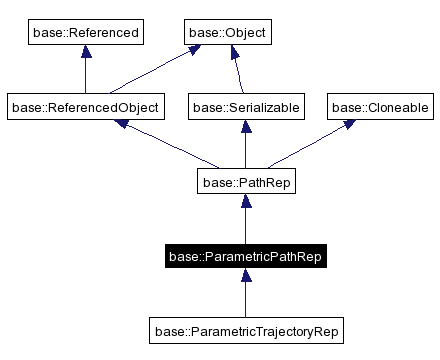 base::Referenced
base::Object
base::ReferencedObject
base::Serializable
base::Cloneable
base::PathRep
base::ParametricPathRep
base::ParametricTrajectoryRep